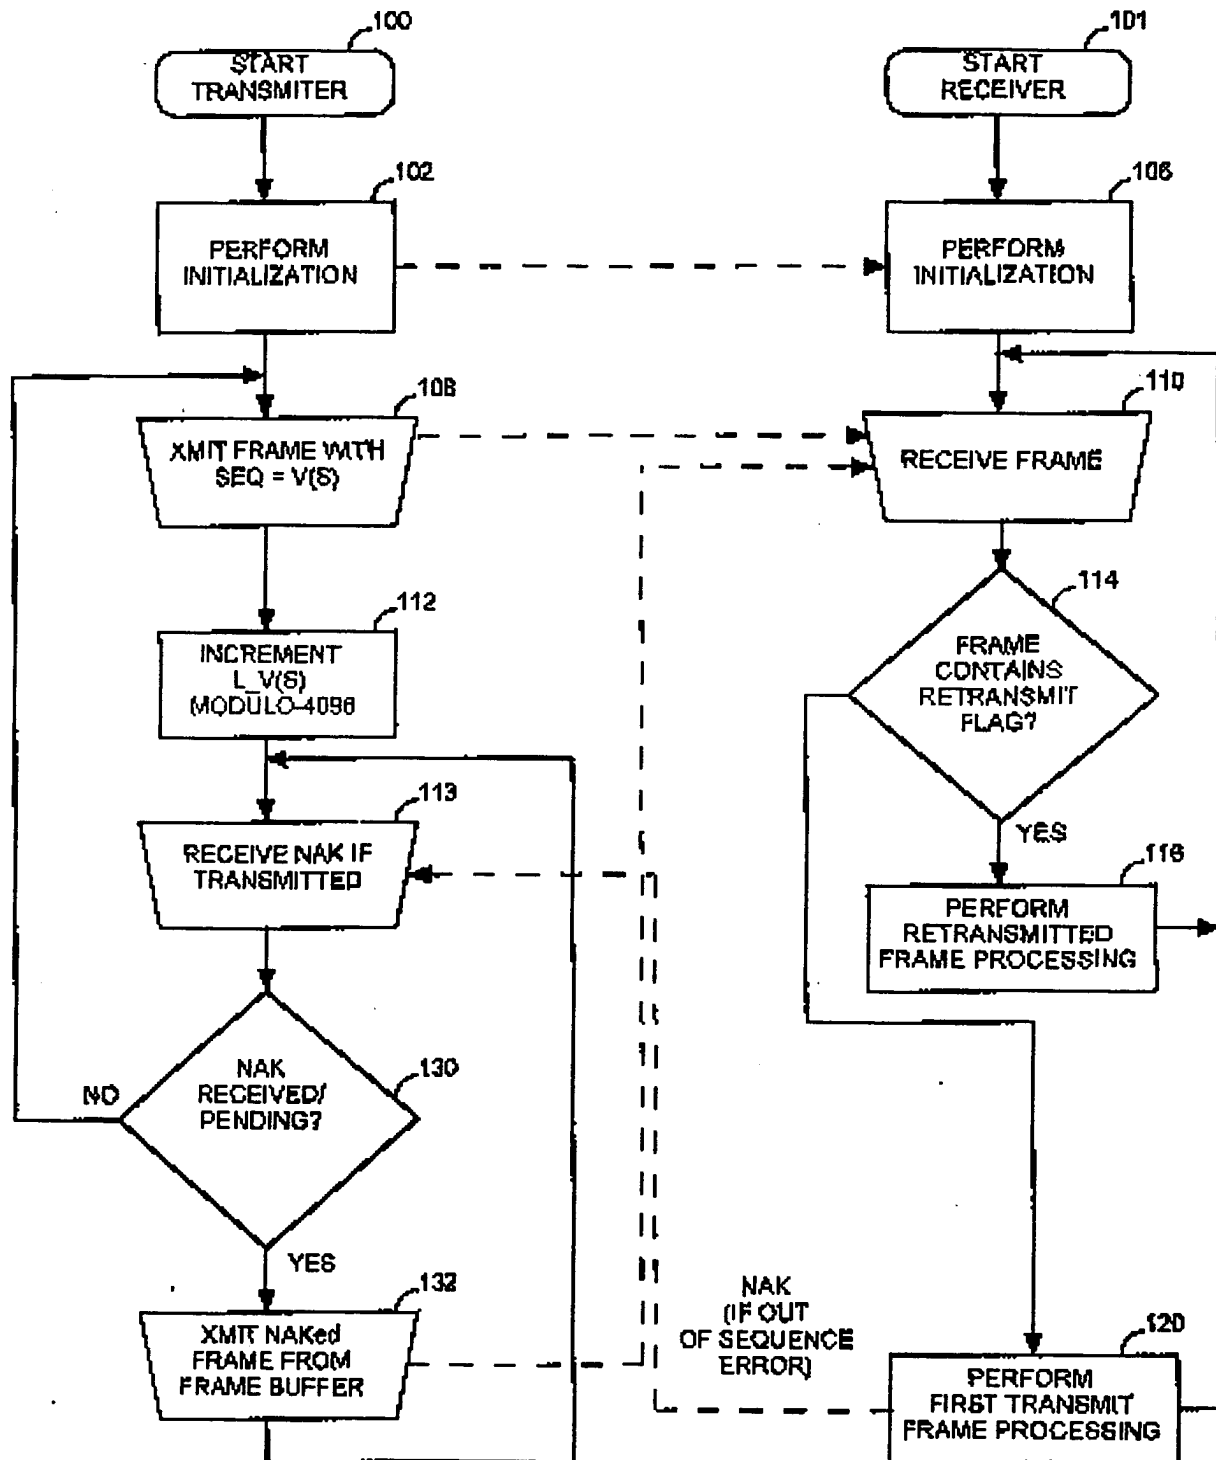 100
START
TRANSMITER
101
START
RECEIVER
102
PERFORM
INITIALIZATION
106
PERFORM
INITIALIZATION
108
XMIT FRAME WITH
SEQ = V(S)
110
RECEIVE FRAME
112
INCREMENT
L_V(S)
MODULO-4096
114
FRAME
CONTAINS
RETRANSMIT
FLAG?
YES
113
RECEIVE NAK IF
TRANSMITTED
116
PERFORM
RETRANSMITTED
FRAME PROCESSING
130
NAK
RECEIVED/
PENDING?
NO
YES
132
XMIT NAKed
FRAME FROM
FRAME BUFFER
NAK
(IF OUT
OF SEQUENCE
ERROR)
120
PERFORM
FIRST TRANSMIT
FRAME PROCESSING